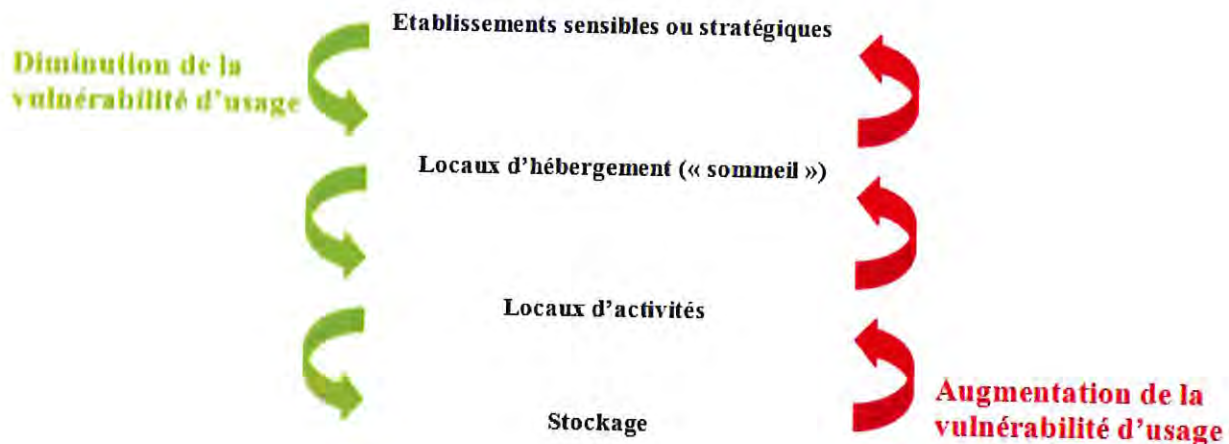 Etablissements sensibles ou stratégiques
Diminution de la
vulnérabilité d'usage
Locaux d'hébergement (« sommeil »)
Locaux d'activités
Stockage
Augmentation de la
vulnérabilité d'usage